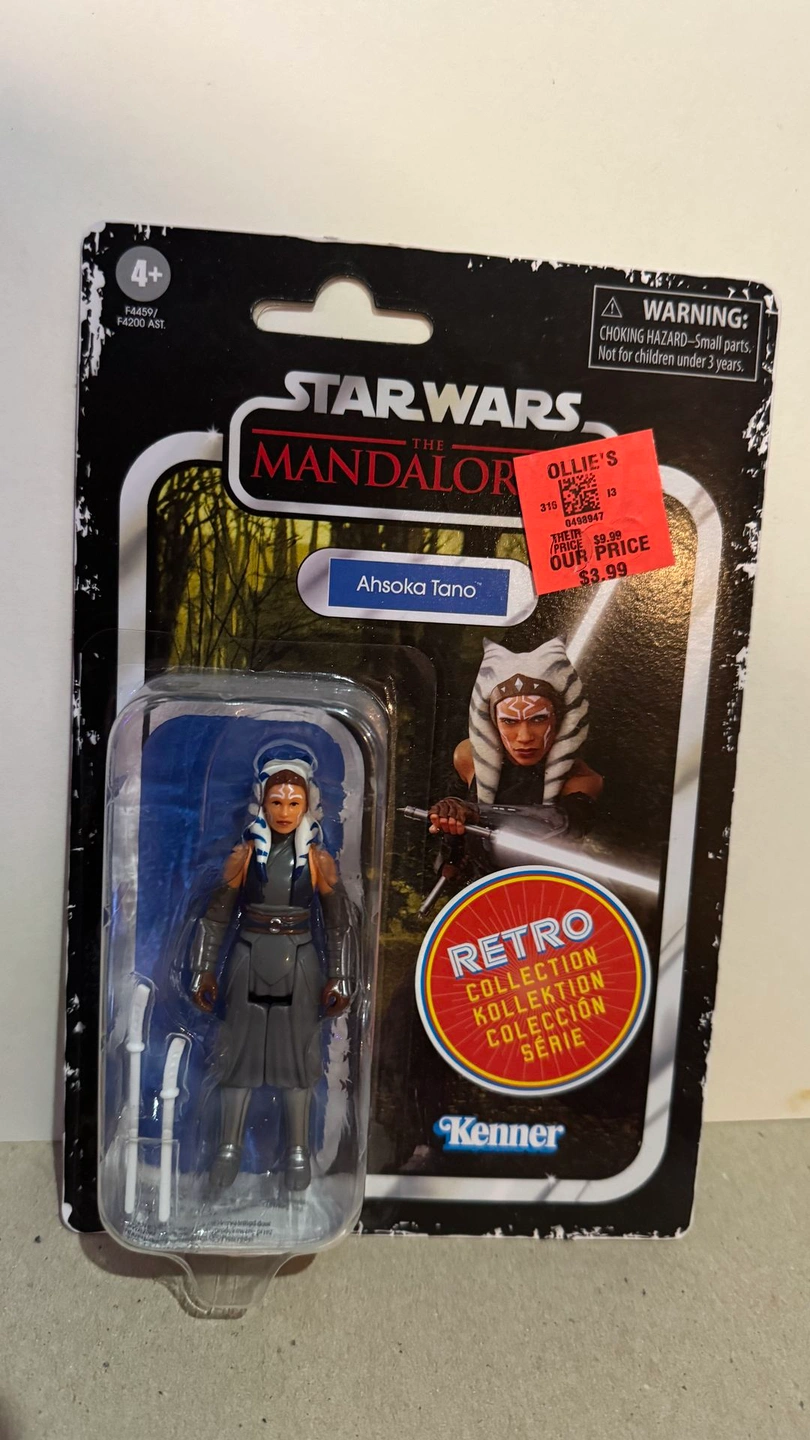 4+
F4459/
F4200 AST.
WARNING:
CHOKING HAZARD–Small parts.
Not for children under 3 years.
STAR WARS
THE
MANDALOR
OLLIE'S
316 13
0498947
THEIR
PRICE $9.99
OUR PRICE
$3.99
Ahsoka Tano™
RETRO
COLLECTION
KOLLEKTION
COLECCIÓN
SÉRIE
Kenner